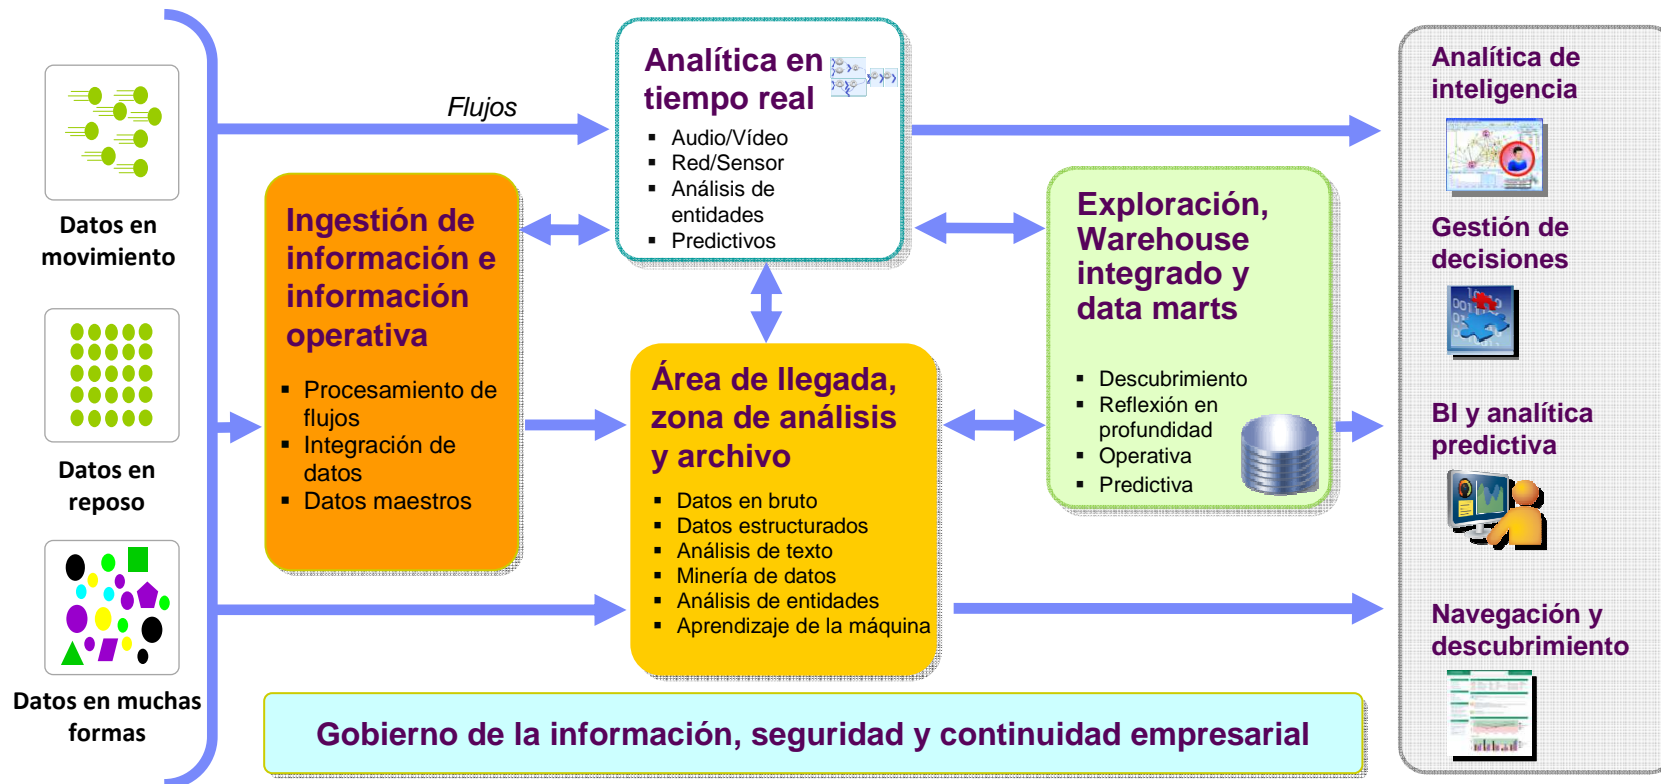 Datos en
movimiento
Datos en
reposo
Datos en muchas
formas
Flujos
Ingestión de
información e
información
operativa
▪ Procesamiento de
flujos
▪ Integración de
datos
▪ Datos maestros
Analítica en
tiempo real
▪ Audio/Vídeo
▪ Red/Sensor
▪ Análisis de
entidades
▪ Predictivos
Área de llegada,
zona de análisis
y archivo
▪ Datos en bruto
▪ Datos estructurados
▪ Análisis de texto
▪ Minería de datos
▪ Análisis de entidades
▪ Aprendizaje de la máquina
Exploración,
Warehouse
integrado y
data marts
▪ Descubrimiento
▪ Reflexión en
profundidad
▪ Operativa
▪ Predictiva
Analítica de
inteligencia
Gestión de
decisiones
BI y analítica
predictiva
Navegación y
descubrimiento
Gobierno de la información, seguridad y continuidad empresarial